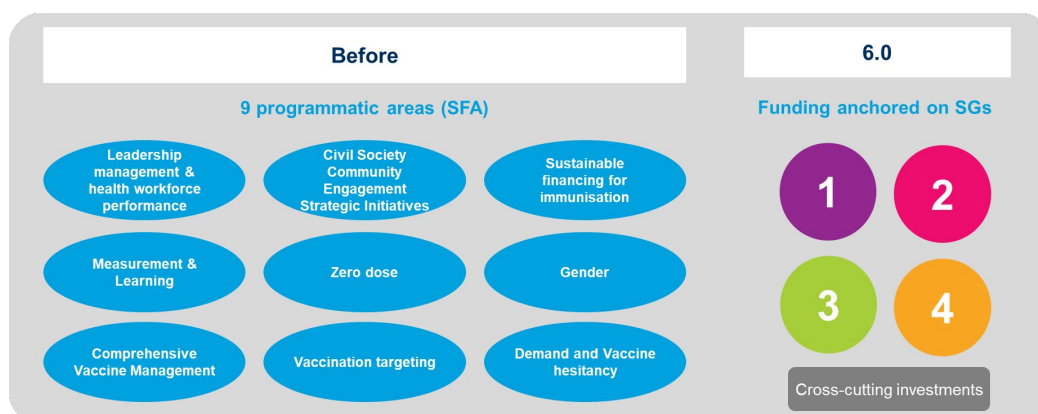 Before
9 programmatic areas (SFA)
Leadership
management &
health workforce
performance
Civil Society
Community
Engagement
Strategic Initiatives
Sustainable
financing for
immunisation
Measurement &
Learning
Zero dose
Gender
Comprehensive
Vaccine Management
Vaccination targeting
Demand and Vaccine
hesitancy
6.0
Funding anchored on SGs
1
2
3
4
Cross-cutting investments